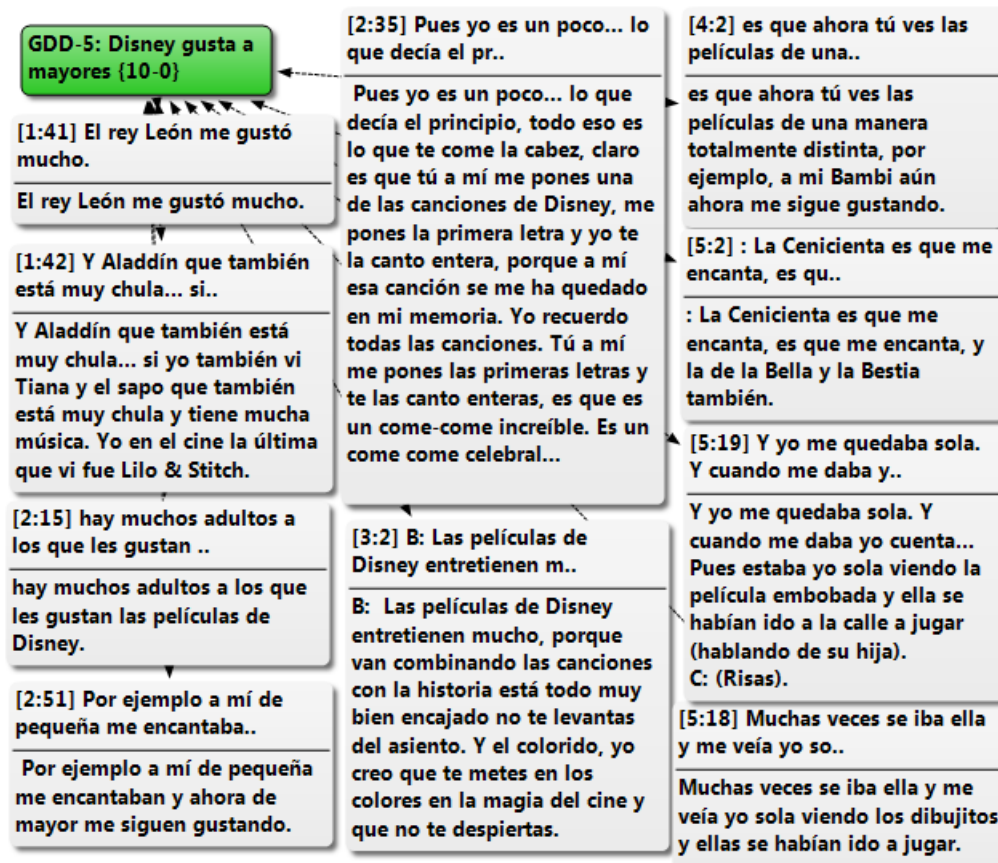 GDD-5: Disney gusta a
mayores {10-0}
[1:41] El rey León me gustó
mucho.
El rey León me gustó mucho.
[1:42] Y Aladdín que también
está muy chula... si..
Y Aladdín que también está
muy chula... si yo también vi
Tiana y el sapo que también
está muy chula y tiene mucha
música. Yo en el cine la última
que vi fue Lilo & Stitch.
[2:15] hay muchos adultos a
los que les gustan ..
hay muchos adultos a los que
les gustan las películas de
Disney.
[2:51] Por ejemplo a mí de
pequeña me encantaba..
Por ejemplo a mí de pequeña
me encantaban y ahora de
mayor me siguen gustando.
[2:35] Pues yo es un poco... lo
que decía el pr..
Pues yo es un poco... lo que
decía el principio, todo eso es
lo que te come la cabez, claro
es que tú a mí me pones una
de las canciones de Disney, me
pones la primera letra y yo te
la canto entera, porque a mí
esa canción se me ha quedado
en mi memoria. Yo recuerdo
todas las canciones. Tú a mí
me pones las primeras letras y
te las canto enteras, es que es
un come-come increíble. Es un
come come celebral...
[3:2] B: Las películas de
Disney entretienen m..
B: Las películas de Disney
entretienen mucho, porque
van combinando las canciones
con la historia está todo muy
bien encajado no te levantas
del asiento. Y el colorido, yo
creo que te metes en los
colores en la magia del cine y
que no te despiertas.
[4:2] es que ahora tú ves las
películas de una..
es que ahora tú ves las
películas de una manera
totalmente distinta, por
ejemplo, a mi Bambi aún
ahora me sigue gustando.
[5:2] : La Cenicienta es que me
encanta, es qu..
: La Cenicienta es que me
encanta, es que me encanta, y
la de la Bella y la Bestia
también.
[5:19] Y yo me quedaba sola.
Y cuando me daba y..
Y yo me quedaba sola. Y
cuando me daba yo cuenta...
Pues estaba yo sola viendo la
película embobada y ella se
habían ido a la calle a jugar
(hablando de su hija).
C: (Risas).
[5:18] Muchas veces se iba ella
y me veía yo so..
Muchas veces se iba ella y me
veía yo sola viendo los dibujitos
y ellas se habían ido a jugar.